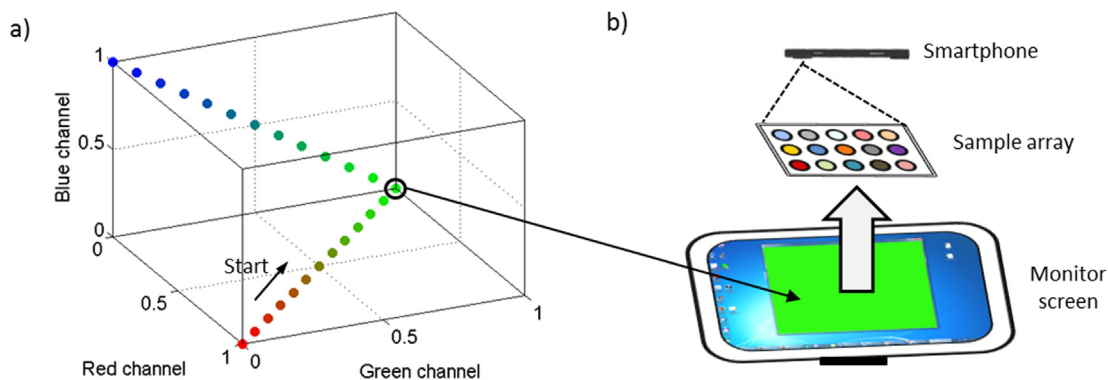 a)
Blue channel
1
0.5
0
0
0.5
1
Red channel
Start
0
0.5
1
Green channel
b)
Smartphone
Sample array
Monitor
screen